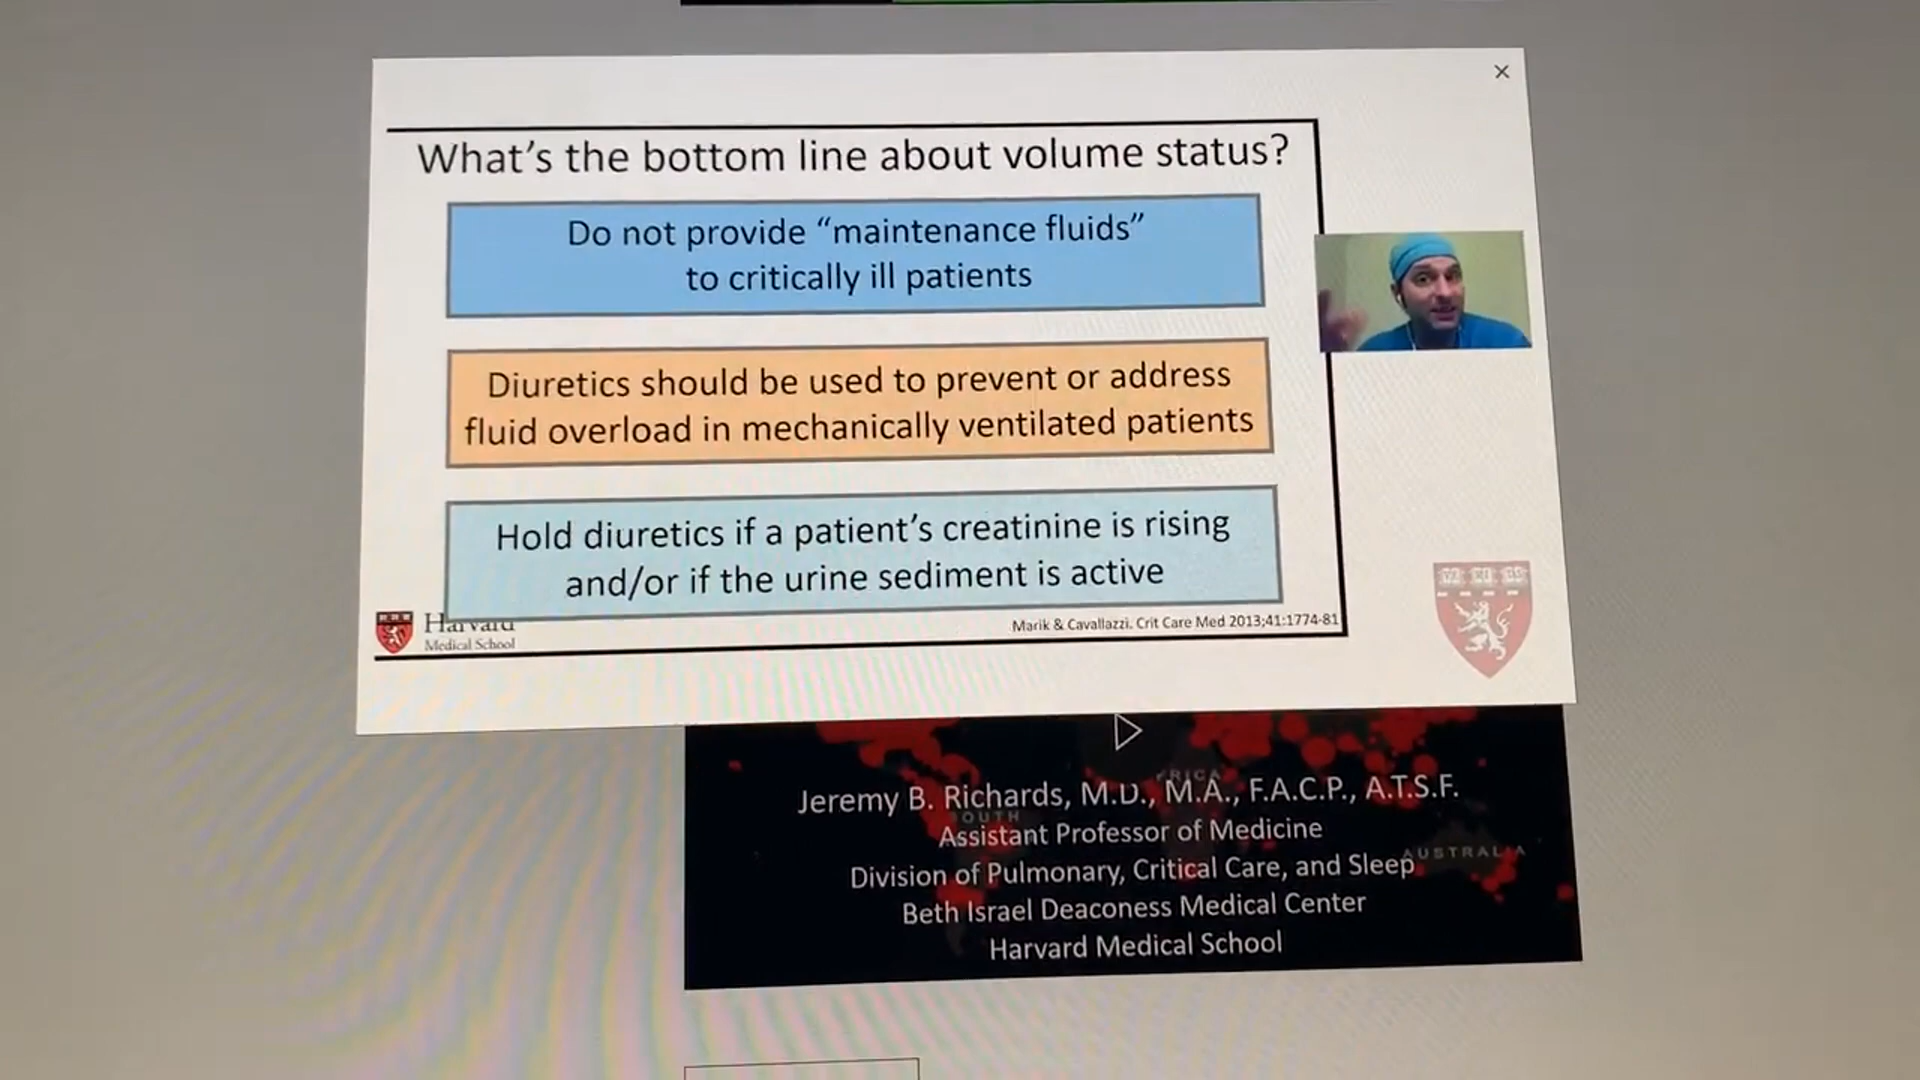 What's the bottom line about volume status?
Do not provide “maintenance fluids”
to critically ill patients
Diuretics should be used to prevent or address
fluid overload in mechanically ventilated patients
Hold diuretics if a patient's creatinine is rising
and/or if the urine sediment is active
Harvard
Medical School
Marik & Cavallazzi. Crit Care Med 2013;41:1774-81
Jeremy B. Richards, M.D., M.A., F.A.C.P., A.T.S.F.
Assistant Professor of Medicine
Division of Pulmonary, Critical Care, and Sleep
AUSTRALIA
Beth Israel Deaconess Medical Center
Harvard Medical School